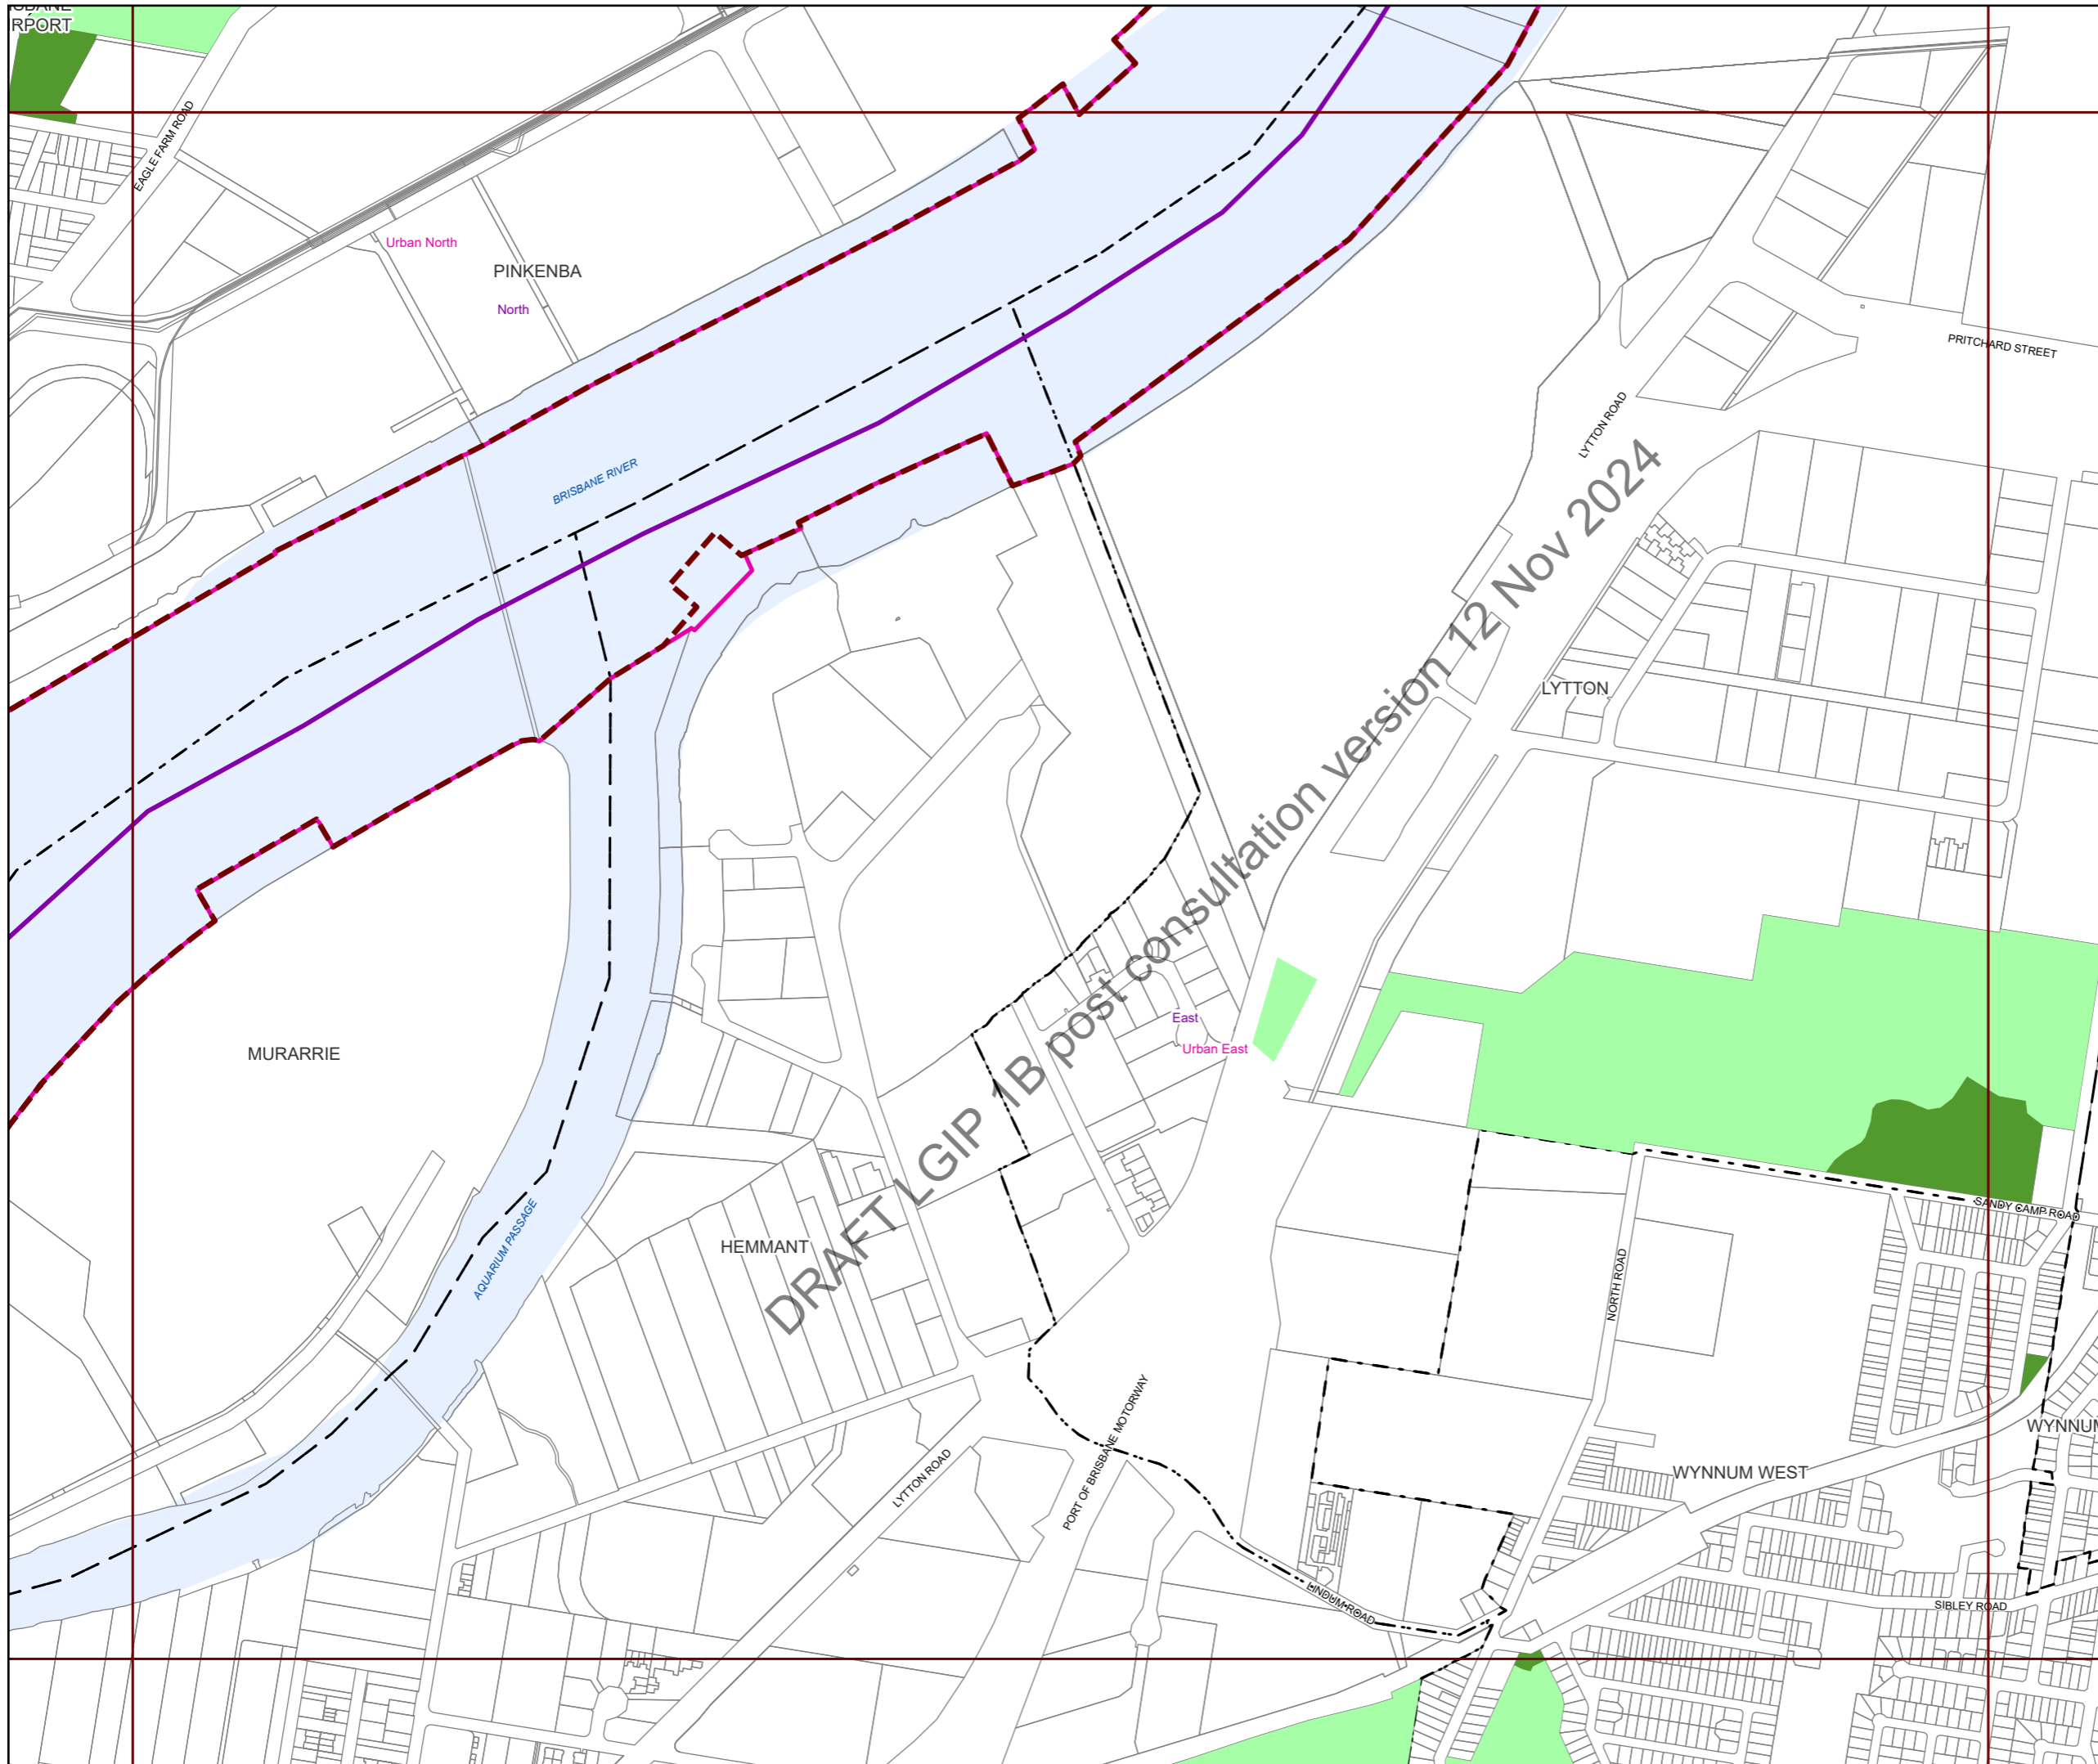 RPORT
EAGLE FARM ROAD
Urban North
PINKENBA
North
PRITCHARD STREET
LYTTON ROAD
BRISBANE RIVER
LYTTON
DRAFT LGIP 1B post consultation version 12 Nov 2024
East
Urban East
MURARRIE
SANDY CAMP ROAD
AQUARIUM PASSAGE
HEMMANT
NORTH ROAD
PORT OF BRISBANE MOTORWAY
WYNNUM
WYNNUM WEST
LYTTON ROAD
LINDUM ROAD
SIBLEY ROAD